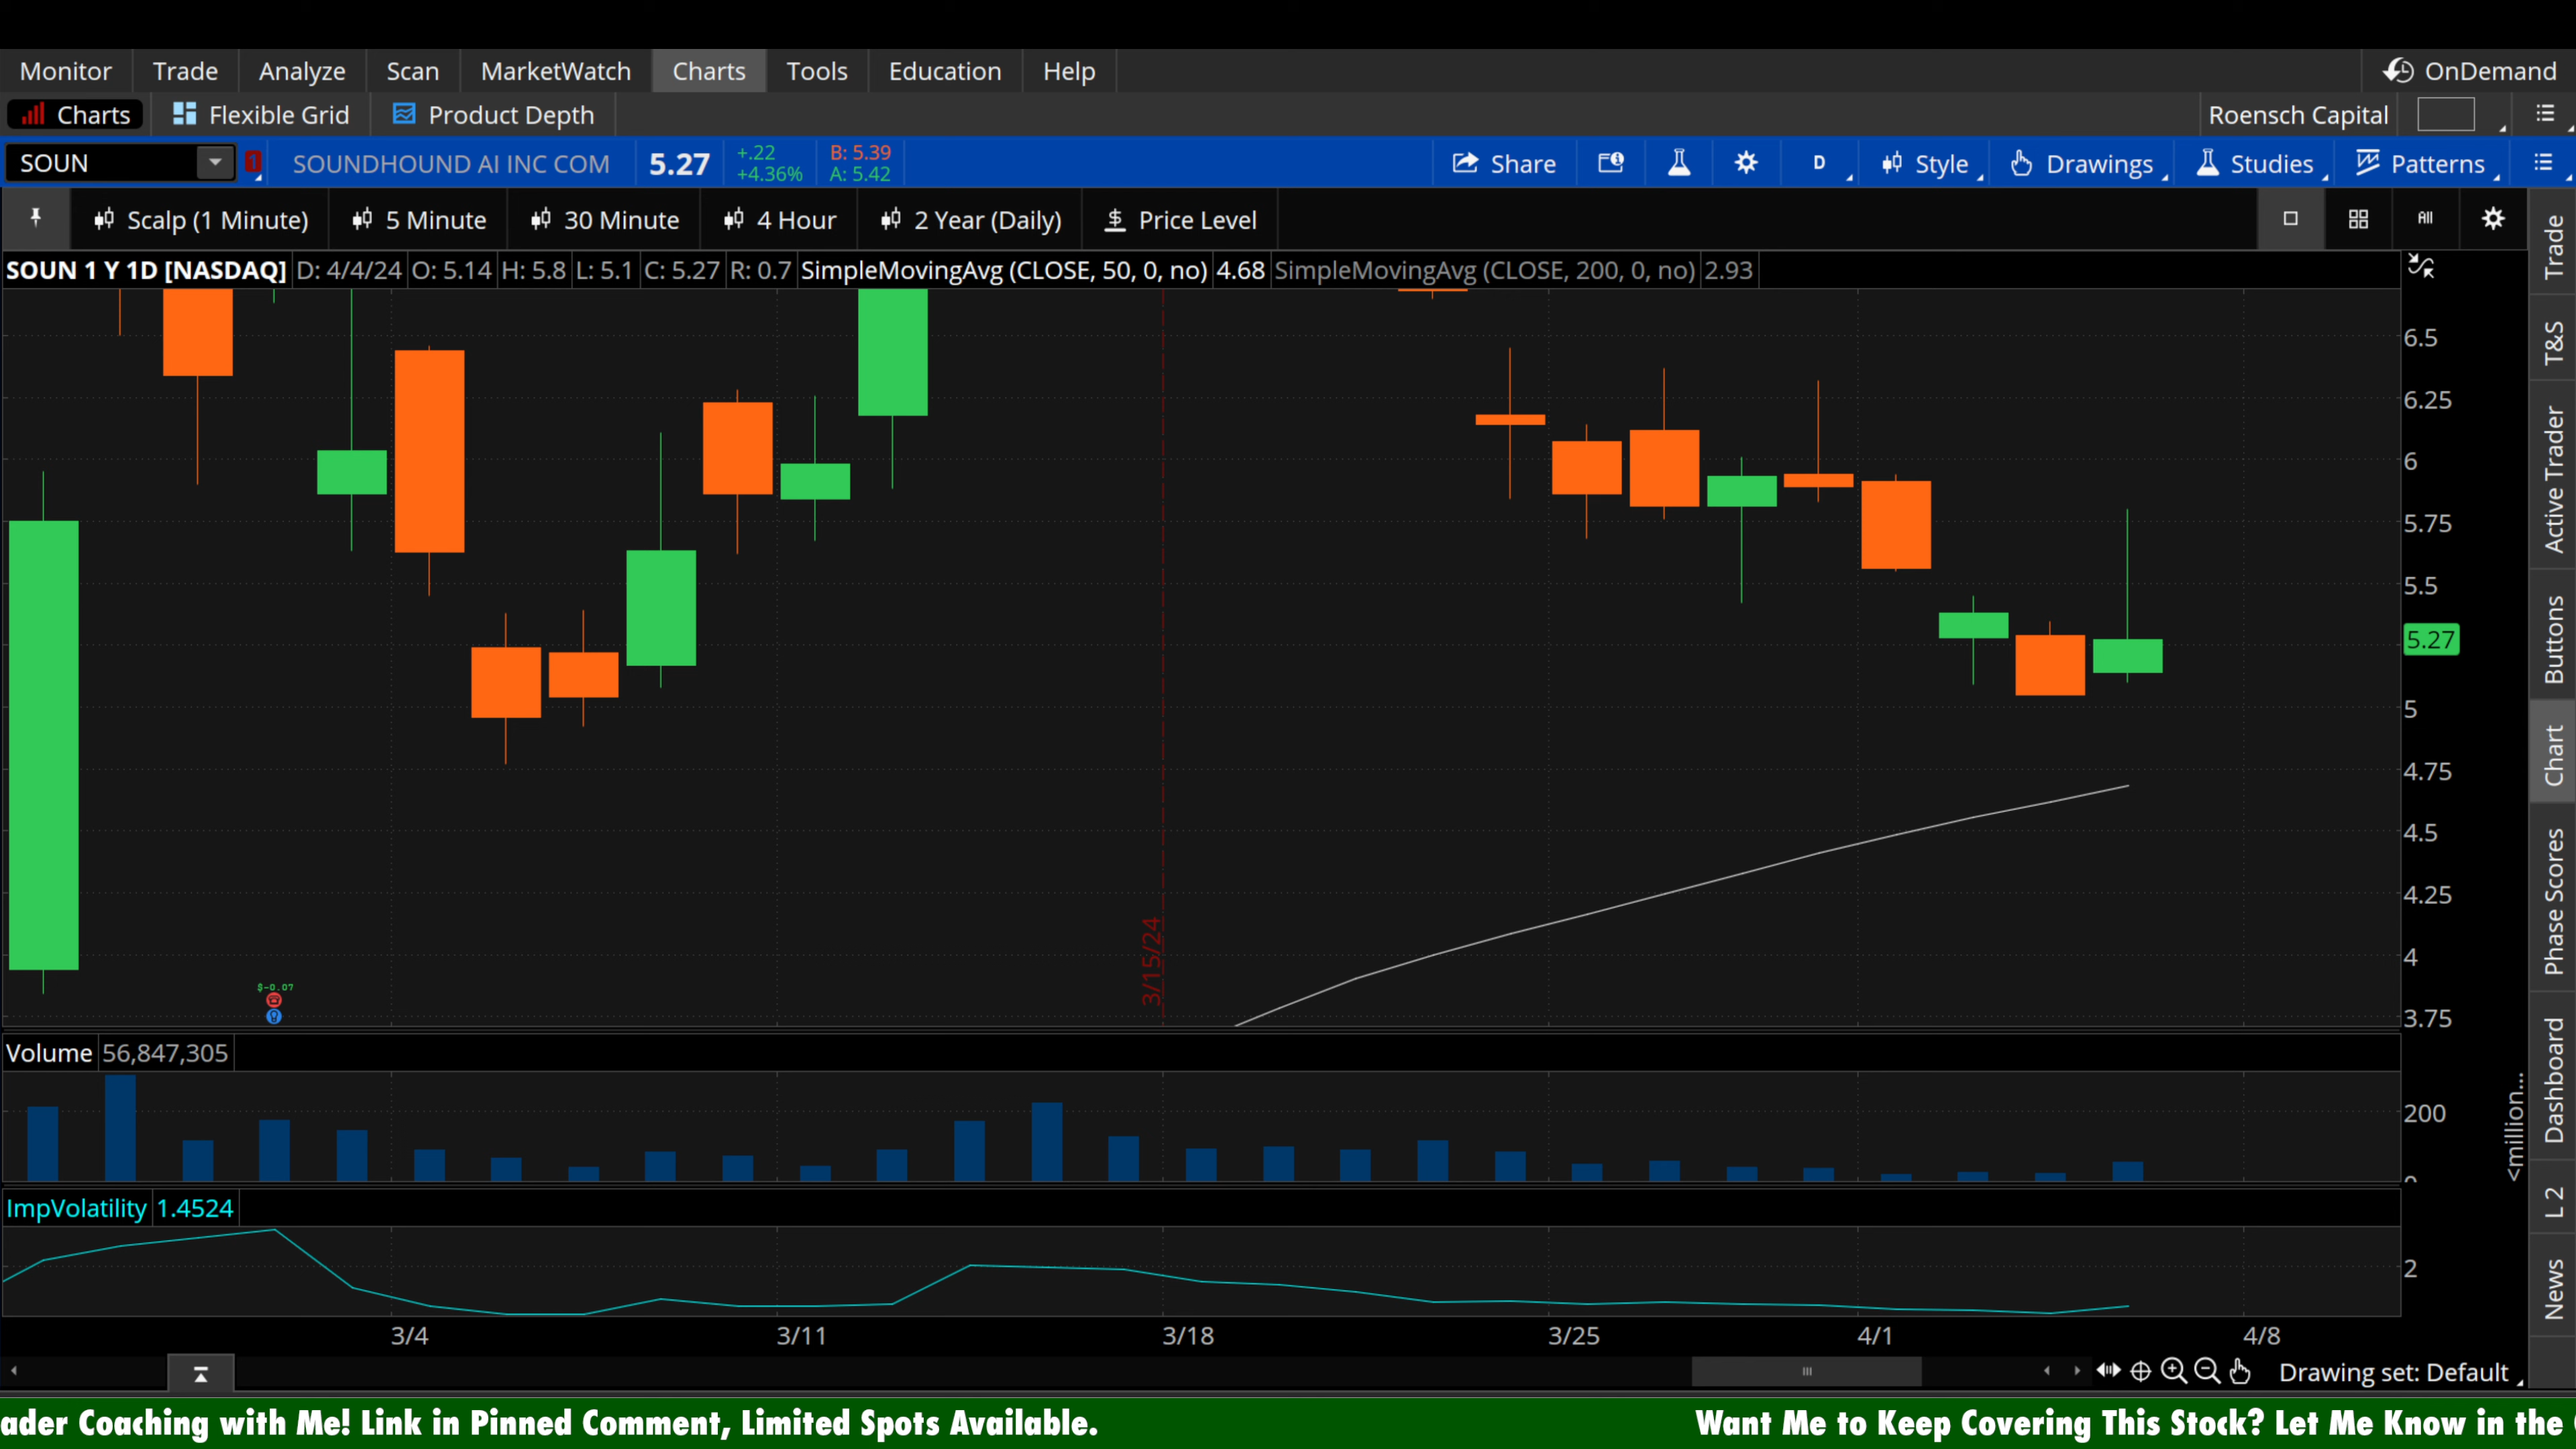 Monitor Trade Analyze Scan MarketWatch Charts Tools Education Help OnDemand
Charts Flexible Grid Product Depth Roensch Capital
SOUN 1 SOUNDHOUND AI INC COM 5.27 +.22 B: 5.39 Share D Style Drawings Studies Patterns
+4.36% A: 5.42
Scalp (1 Minute) 5 Minute 30 Minute 4 Hour 2 Year (Daily) $ Price Level All
SOUN 1 Y 1D [NASDAQ] D: 4/4/24 O: 5.14 H: 5.8 L: 5.1 C: 5.27 R: 0.7 SimpleMovingAvg (CLOSE, 50, 0, no) 4.68 SimpleMovingAvg (CLOSE, 200, 0, no) 2.93
6.5
6.25
6
5.75
5.5
5.27
5
4.75
4.5
4.25
4
3.75
3/15/24
$-0.07
Volume 56,847,305
200
0
<million...
ImpVolatility 1.4524
2
3/4 3/11 3/18 3/25 4/1 4/8
Drawing set: Default
Trade
T&S
Active Trader
Buttons
Chart
Phase Scores
Dashboard
L 2
News
ader Coaching with Me! Link in Pinned Comment, Limited Spots Available. Want Me to Keep Covering This Stock? Let Me Know in the